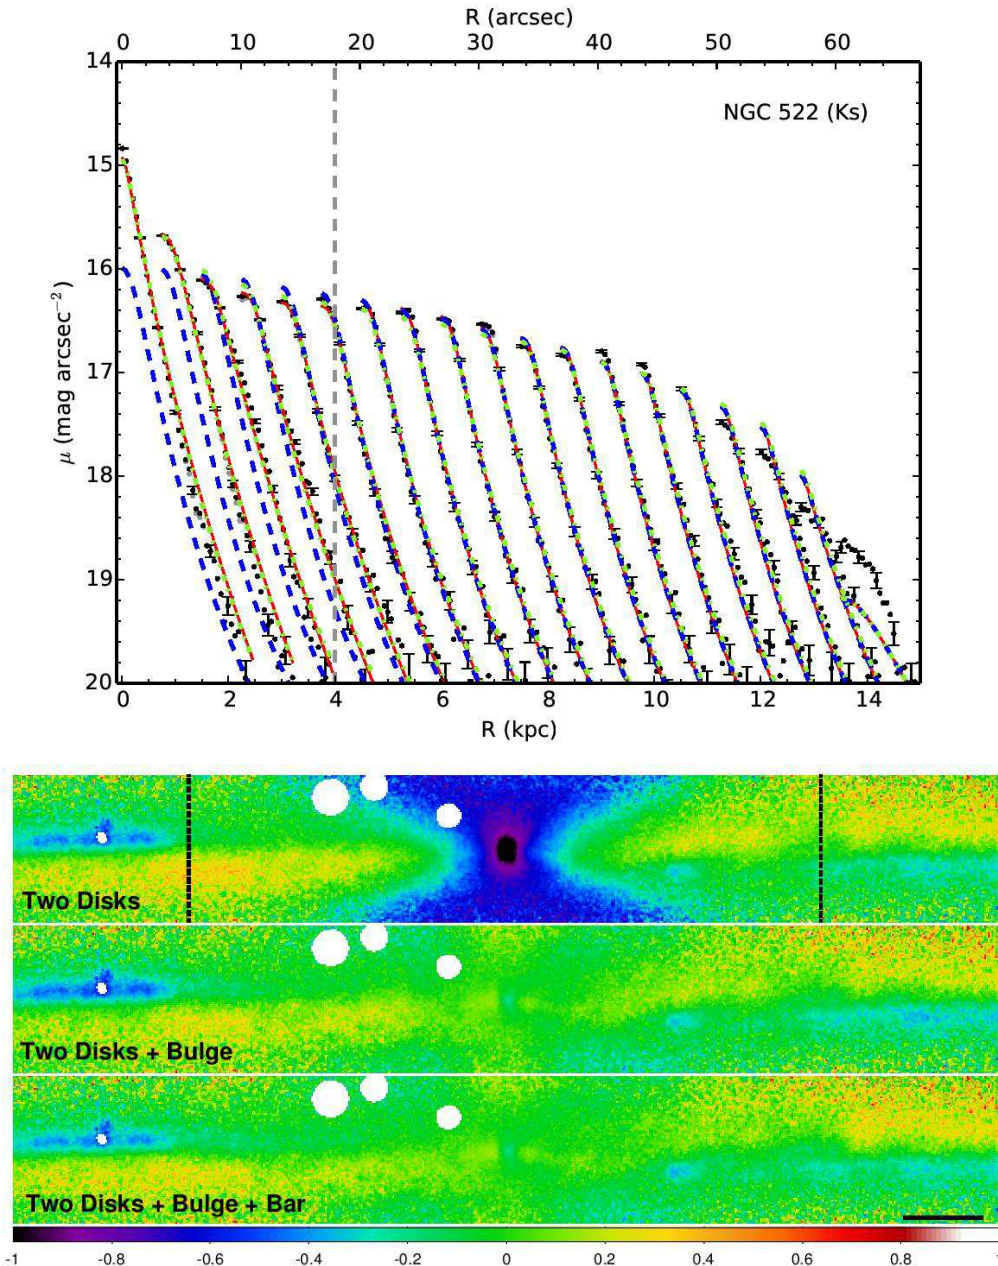 R (arcsec)
0 10 20 30 40 50 60
14
NGC 522 (Ks)
15
16
17
18
19
20
μ (mag arcsec⁻²)
0 2 4 6 8 10 12 14
R (kpc)
Two Disks
Two Disks + Bulge
Two Disks + Bulge + Bar
-1 -0.8 -0.6 -0.4 -0.2 0 0.2 0.4 0.6 0.8